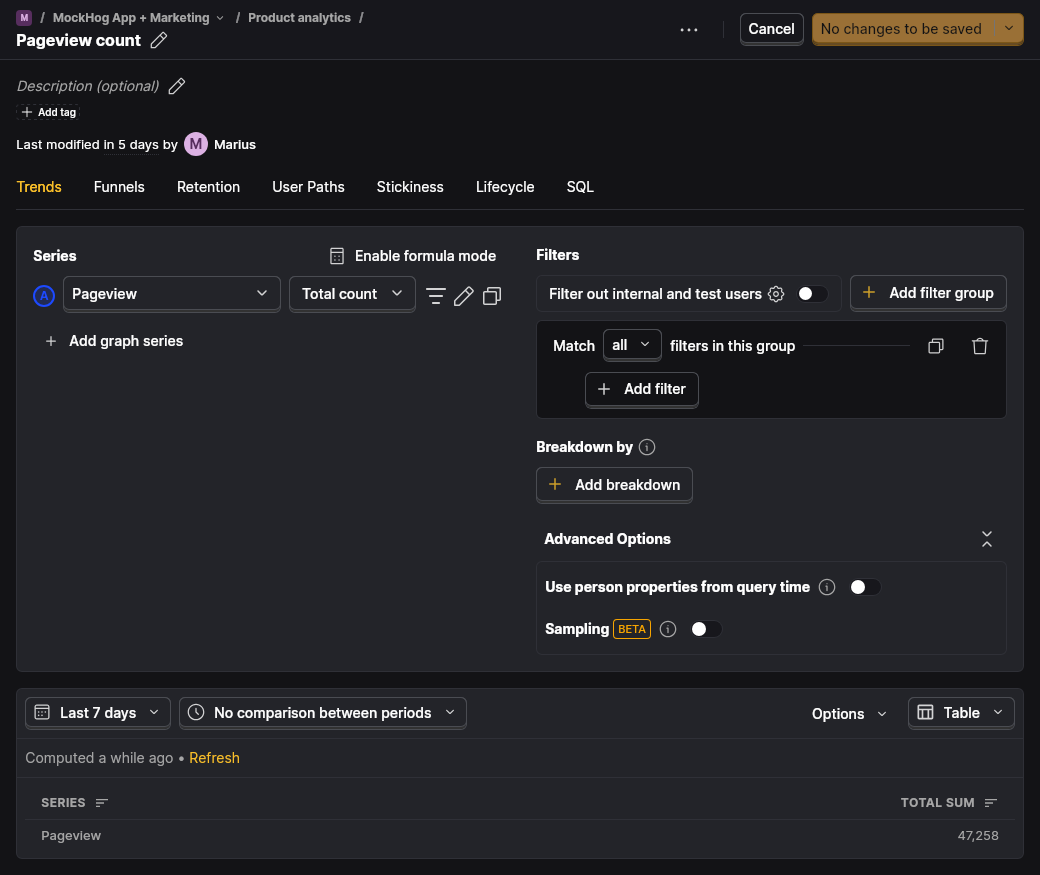 M / MockHog App + Marketing / Product analytics /
Pageview count
Cancel
No changes to be saved
Description (optional)
Add tag
Last modified in 5 days by M Marius
Trends Funnels Retention User Paths Stickiness Lifecycle SQL
Series
Enable formula mode
A Pageview Total count
Add graph series
Filters
Filter out internal and test users
Add filter group
Match all filters in this group
Add filter
Breakdown by
Add breakdown
Advanced Options
Use person properties from query time
Sampling BETA
Last 7 days No comparison between periods Options Table
Computed a while ago • Refresh
SERIES TOTAL SUM
Pageview 47,258